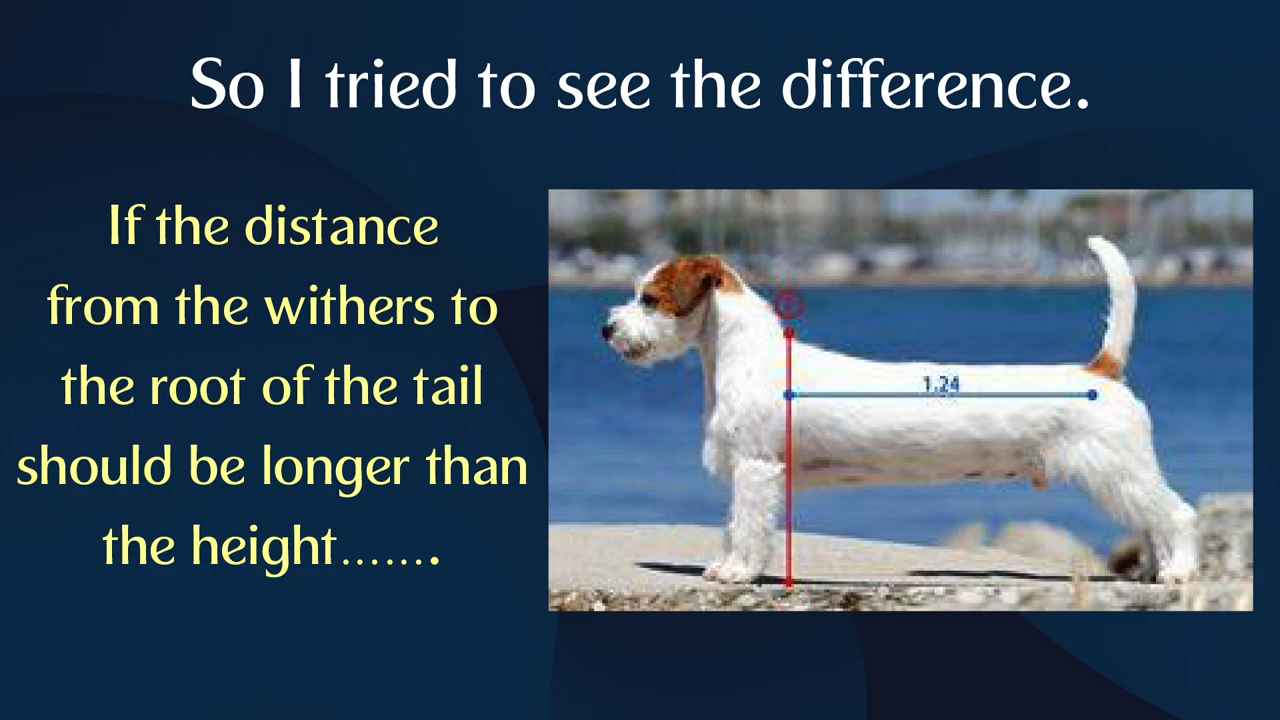 So I tried to see the difference.
If the distance
from the withers to
the root of the tail
should be longer than
the height…….
1
1.24